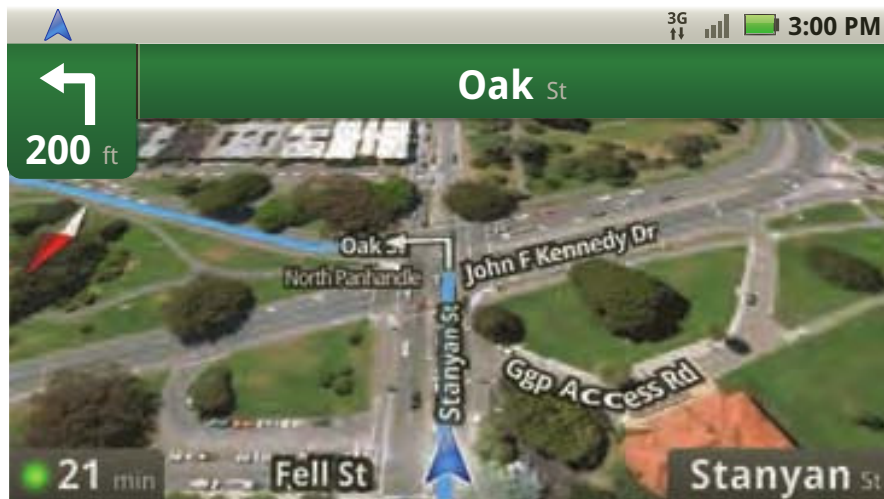 3G
3:00 PM
Oak St
200 ft
Oak St
North Panhandle
John F Kennedy Dr
Stanyan St
Ggp Access Rd
21 min
Fell St
Stanyan St